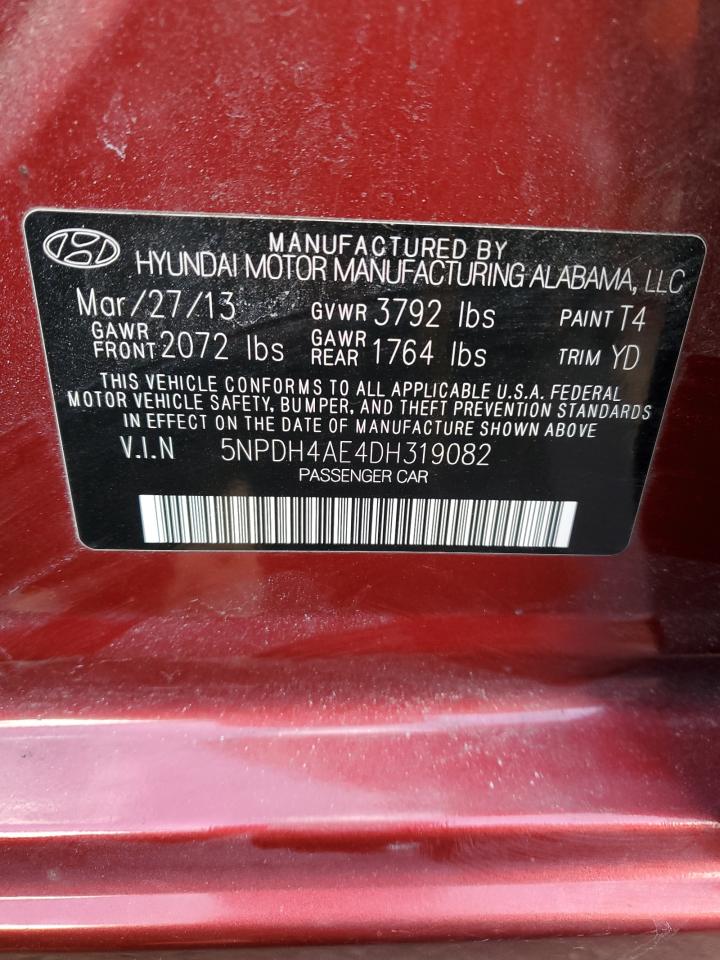 MANUFACTURED BY
HYUNDAI MOTOR MANUFACTURING ALABAMA, LLC
Mar/27/13 GVWR 3792 lbs PAINT T4
GAWR FRONT 2072 lbs GAWR REAR 1764 lbs TRIM YD
THIS VEHICLE CONFORMS TO ALL APPLICABLE U.S.A. FEDERAL
MOTOR VEHICLE SAFETY, BUMPER, AND THEFT PREVENTION STANDARDS
IN EFFECT ON THE DATE OF MANUFACTURE SHOWN ABOVE
V.I.N 5NPDH4AE4DH319082
PASSENGER CAR